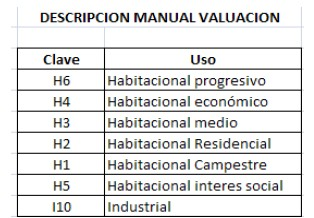 DESCRIPCION MANUAL VALUACION
Clave Uso
H6 Habitacional progresivo
H4 Habitacional económico
H3 Habitacional medio
H2 Habitacional Residencial
H1 Habitacional Campestre
H5 Habitacional interes social
I10 Industrial